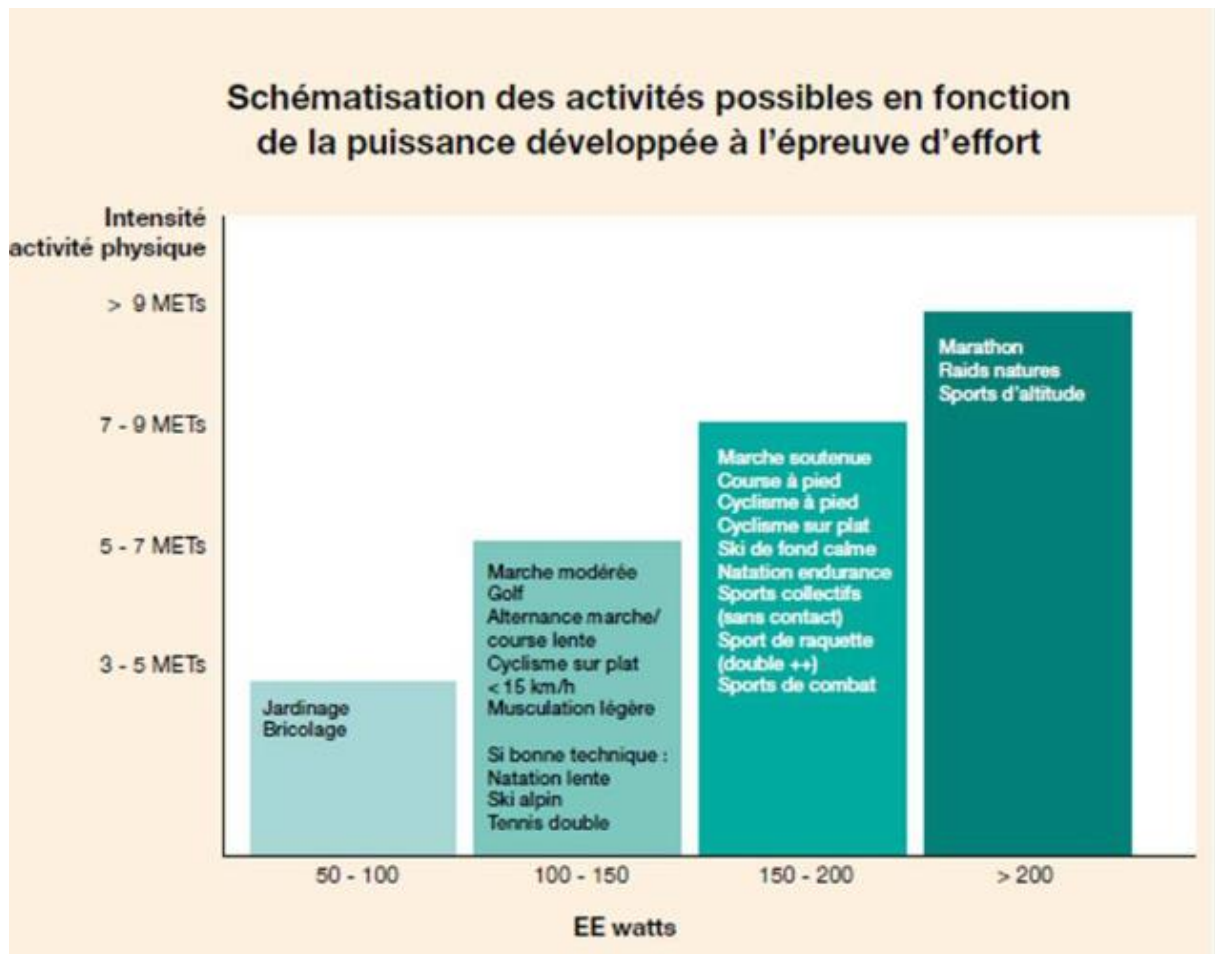 Schématisation des activités possibles en fonction
de la puissance développée à l'épreuve d'effort
Intensité
activité physique
> 9 METs
7 - 9 METs
5 - 7 METs
3 - 5 METs
Jardinage
Bricolage
Marche modérée
Golf
Alternance marche/
course lente
Cyclisme sur plat
< 15 km/h
Musculation légère
Si bonne technique :
Natation lente
Ski alpin
Tennis double
Marche soutenue
Course à pied
Cyclisme à pied
Cyclisme sur plat
Ski de fond calme
Natation endurance
Sports collectifs
(sans contact)
Sport de raquette
(double ++)
Sports de combat
Marathon
Raids natures
Sports d'altitude
50 - 100
100 - 150
150 - 200
> 200
EE watts